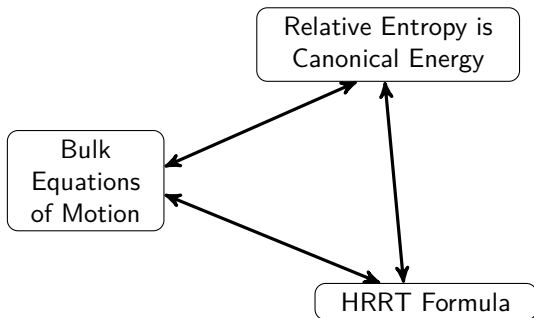 Relative Entropy is
Canonical Energy
Bulk
Equations
of Motion
HRRT Formula